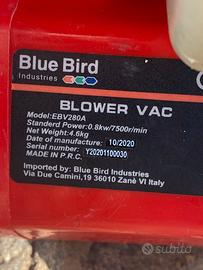 Blue Bird
Industries
BLOWER VAC
Model:EBV280A
Standerd Power:0.8kw/7500r/min
Engine Weight:4.6kg
Date of manufacture: 10/2020
Serial number: Y20201100030
MADE IN P.R.C.
Imported by: Blue Bird Industries
Via Due Camini,19 36010 Zanè VI Italy
subito